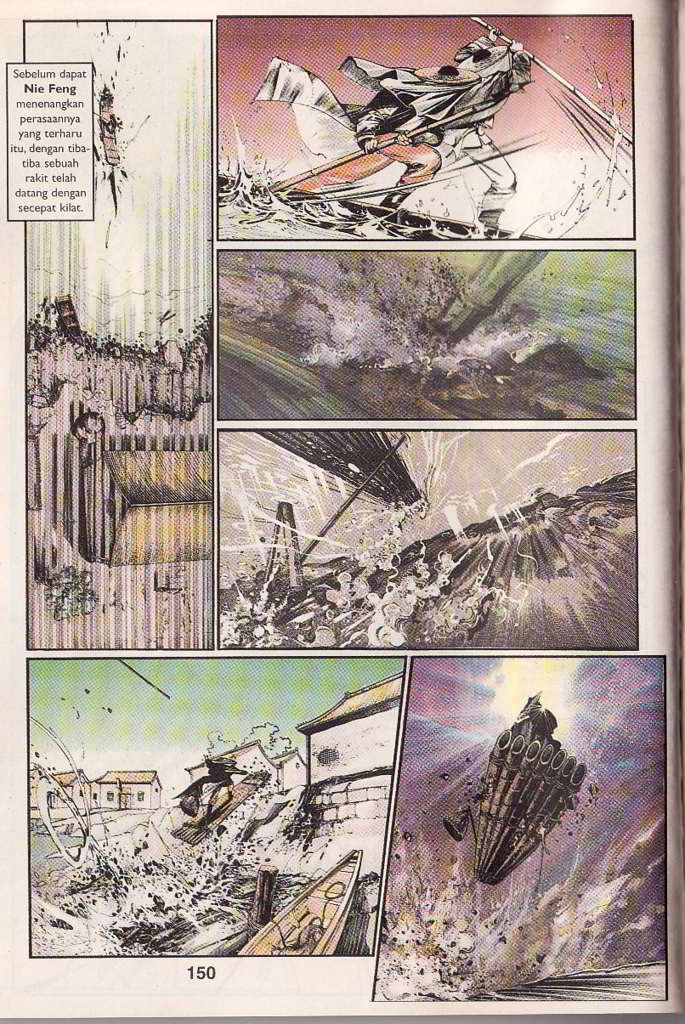 Sebelum dapat
Nie Feng
menenangkan
perasaannya
yang terharu
itu, dengan tiba-
tiba sebuah
rakit telah
datang dengan
secepat kilat.
150